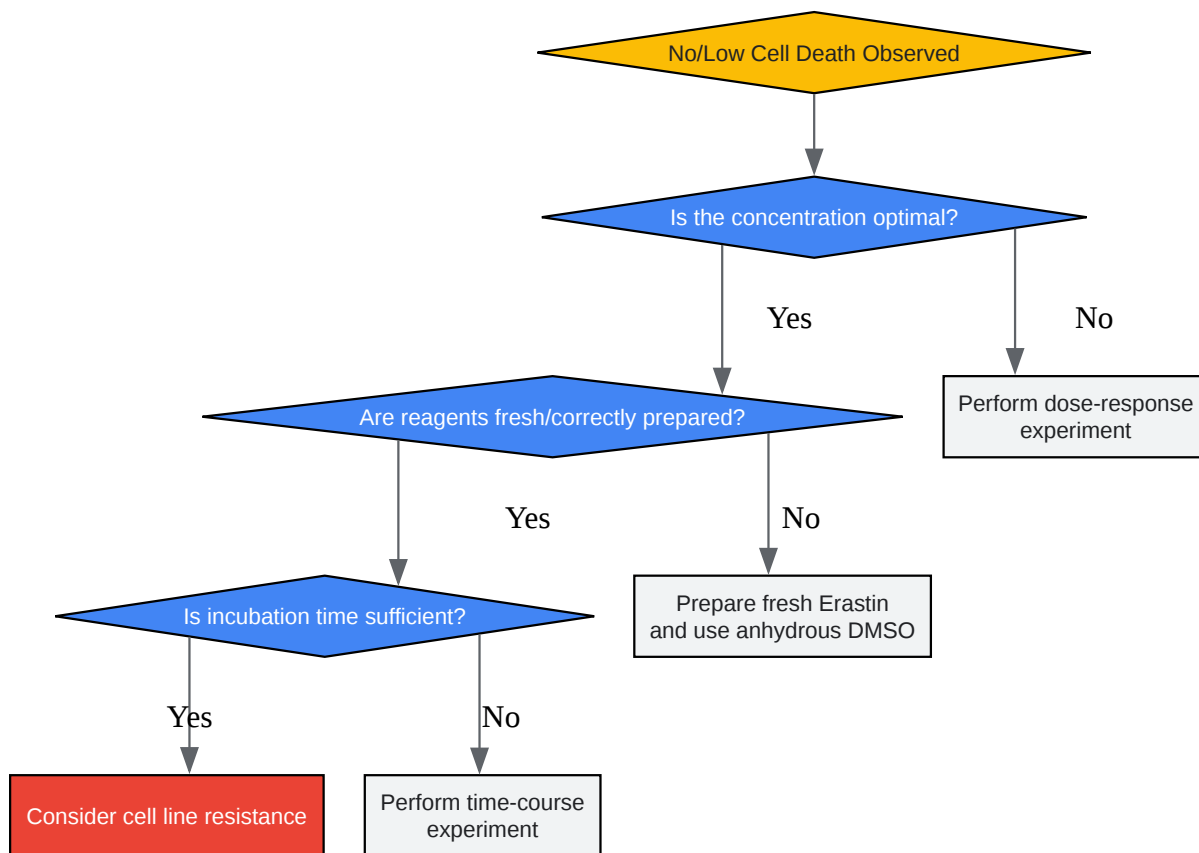 No/Low Cell Death Observed
Is the concentration optimal?
Yes
No
Perform dose-response
experiment
Are reagents fresh/correctly prepared?
Yes
No
Prepare fresh Erastin
and use anhydrous DMSO
Is incubation time sufficient?
Yes
No
Consider cell line resistance
Perform time-course
experiment